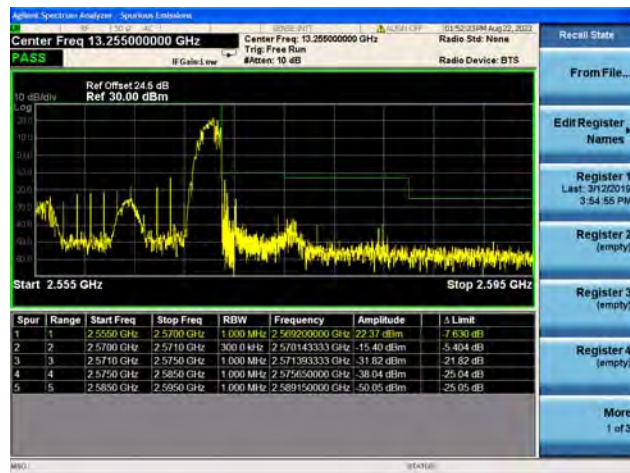 Agilent Spectrum Analyzer - Spurious Emissions
ALIGN OFF 01:52:23 PM Aug 22, 2022
Center Freq 13.255000000 GHz
Center Freq: 13.255000000 GHz
Radio Std: None
Trig: Free Run
PASS
IFGain:Low
#Atten: 10 dB
Radio Device: BTS
Ref Offset 24.5 dB
10 dB/div Ref 30.00 dBm
Log
Start 2.555 GHz
Stop 2.595 GHz
Spur Range Start Freq Stop Freq RBW Frequency Amplitude Δ Limit
1 1 2.5550 GHz 2.5700 GHz 1.000 MHz 2.569200000 GHz 22.37 dBm -7.630 dB
2 2 2.5700 GHz 2.5710 GHz 300.0 kHz 2.570143333 GHz -15.40 dBm -5.404 dB
3 3 2.5710 GHz 2.5750 GHz 1.000 MHz 2.571393333 GHz -31.82 dBm -21.82 dB
4 4 2.5750 GHz 2.5850 GHz 1.000 MHz 2.575650000 GHz -38.04 dBm -25.04 dB
5 5 2.5850 GHz 2.5950 GHz 1.000 MHz 2.589150000 GHz -50.05 dBm -25.05 dB
MSG
STATUS
Recall State
From File...
Edit Register
Names
Register 1
Last: 3/12/2019
3:54:55 PM
Register 2
(empty)
Register 3
(empty)
Register 4
(empty)
More
1 of 3